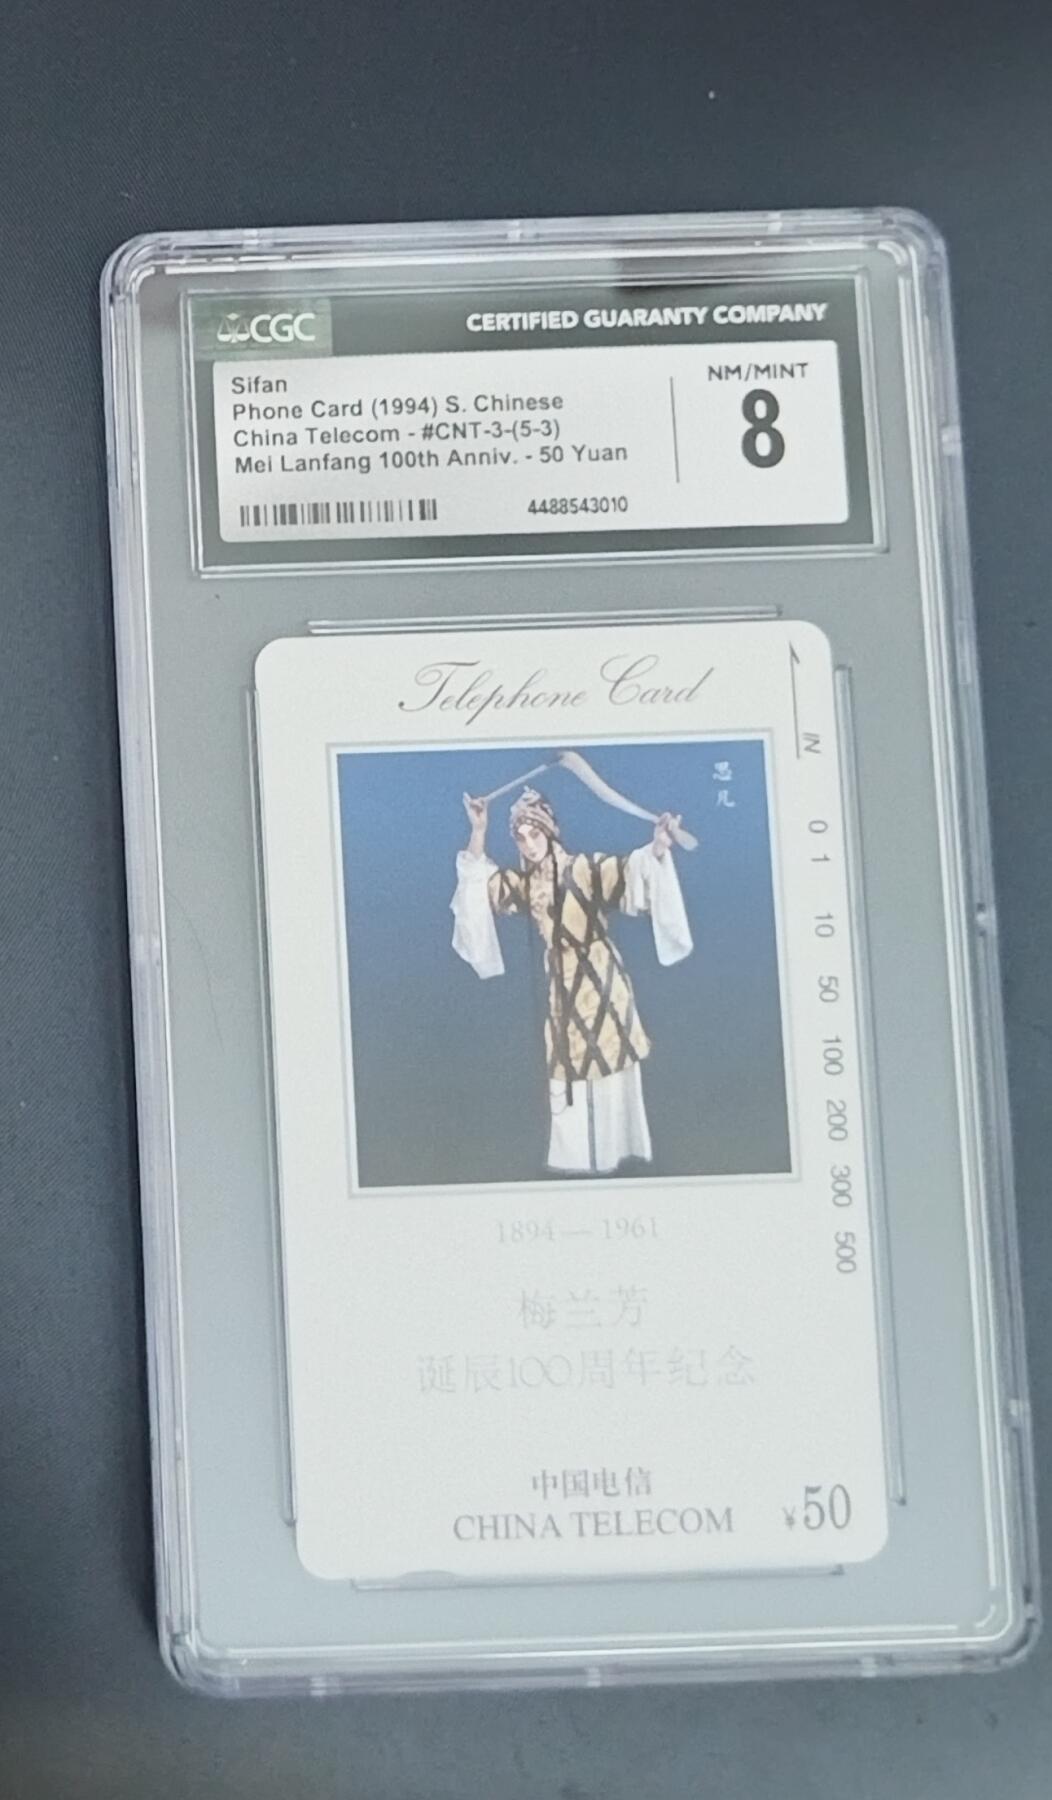 CGC
CERTIFIED GUARANTY COMPANY
Sifan
Phone Card (1994) S. Chinese
China Telecom - #CNT-3-(5-3)
Mei Lanfang 100th Anniv. - 50 Yuan
4488543010
NM/MINT
8
Telephone Card
思凡
IN
0 1 10 50 100 200 300 500
1894—1961
梅兰芳
诞辰100周年纪念
中国电信
CHINA TELECOM
¥50